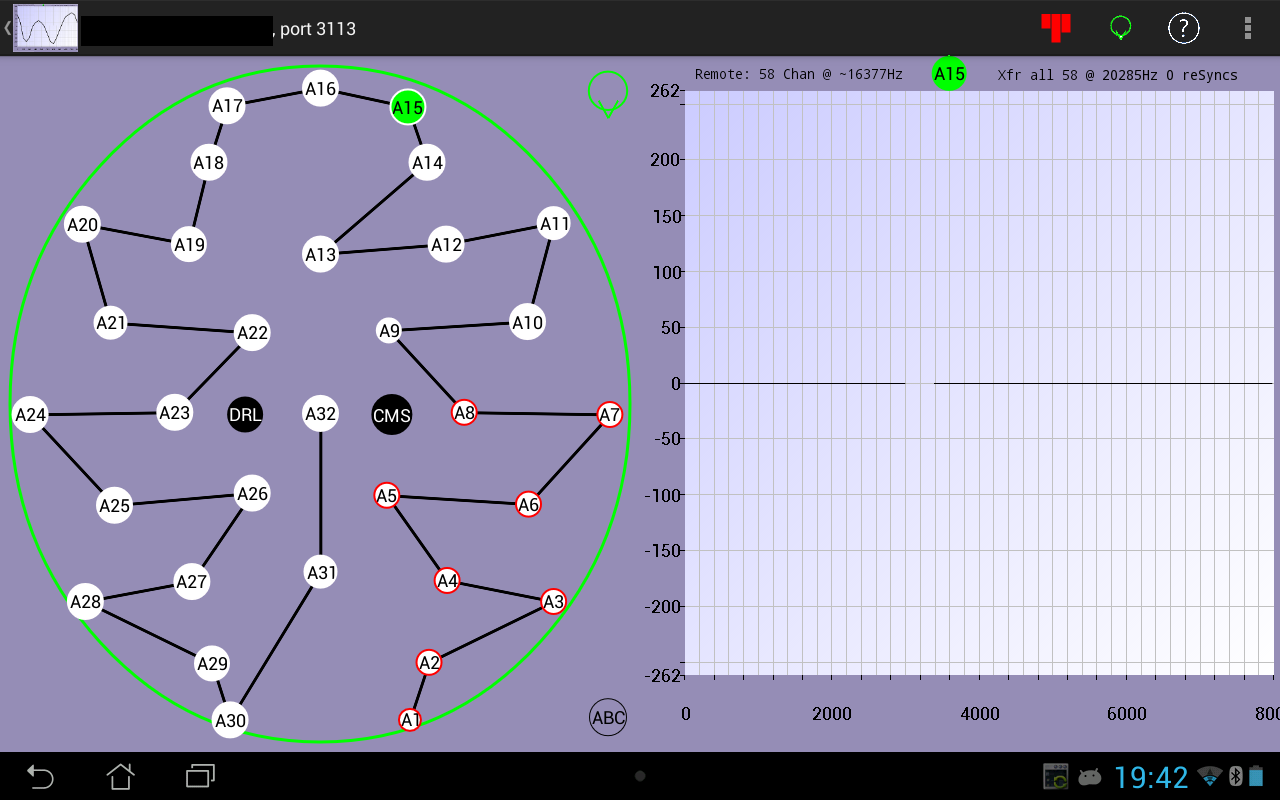 , port 3113
?
Remote: 58 Chan @ ~16377Hz
A15
Xfr all 58 @ 20285Hz 0 reSyncs
A16
A17
A15
A18
A14
A20
A11
A19
A12
A13
A21
A22
A9
A10
A24
A23
DRL
A32
CMS
A8
A7
A25
A26
A5
A6
A28
A27
A31
A4
A3
A29
A2
A30
A1
ABC
262
200
150
100
50
0
-50
-100
-150
-200
-262
0 2000 4000 6000 800
19:42